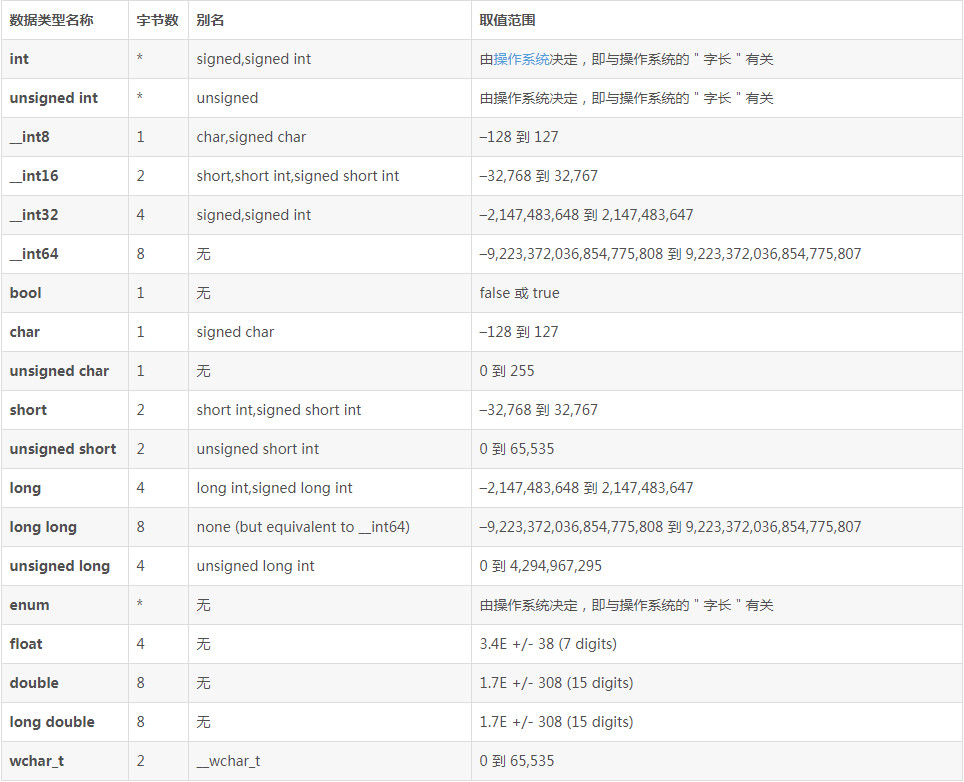 数据类型名称 字节数 别名 取值范围
int * signed,signed int 由操作系统决定，即与操作系统的＂字长＂有关
unsigned int * unsigned 由操作系统决定，即与操作系统的＂字长＂有关
__int8 1 char,signed char –128 到 127
__int16 2 short,short int,signed short int –32,768 到 32,767
__int32 4 signed,signed int –2,147,483,648 到 2,147,483,647
__int64 8 无 –9,223,372,036,854,775,808 到 9,223,372,036,854,775,807
bool 1 无 false 或 true
char 1 signed char –128 到 127
unsigned char 1 无 0 到 255
short 2 short int,signed short int –32,768 到 32,767
unsigned short 2 unsigned short int 0 到 65,535
long 4 long int,signed long int –2,147,483,648 到 2,147,483,647
long long 8 none (but equivalent to __int64) –9,223,372,036,854,775,808 到 9,223,372,036,854,775,807
unsigned long 4 unsigned long int 0 到 4,294,967,295
enum * 无 由操作系统决定，即与操作系统的＂字长＂有关
float 4 无 3.4E +/- 38 (7 digits)
double 8 无 1.7E +/- 308 (15 digits)
long double 8 无 1.7E +/- 308 (15 digits)
wchar_t 2 __wchar_t 0 到 65,535